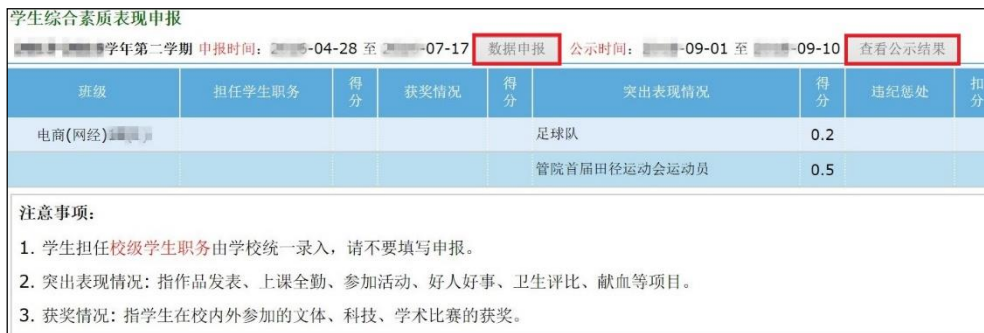 学生综合素质表现申报
学年第二学期 申报时间： -04-28 至 -07-17 数据申报 公示时间： -09-01 至 -09-10 查看公示结果
班级 担任学生职务 得分 获奖情况 得分 突出表现情况 得分 违纪惩处 扣分
电商(网经) 足球队 0.2
管院首届田径运动会运动员 0.5
注意事项：
1. 学生担任校级学生职务由学校统一录入，请不要填写申报。
2. 突出表现情况：指作品发表、上课全勤、参加活动、好人好事、卫生评比、献血等项目。
3. 获奖情况：指学生在校内外参加的文体、科技、学术比赛的获奖。